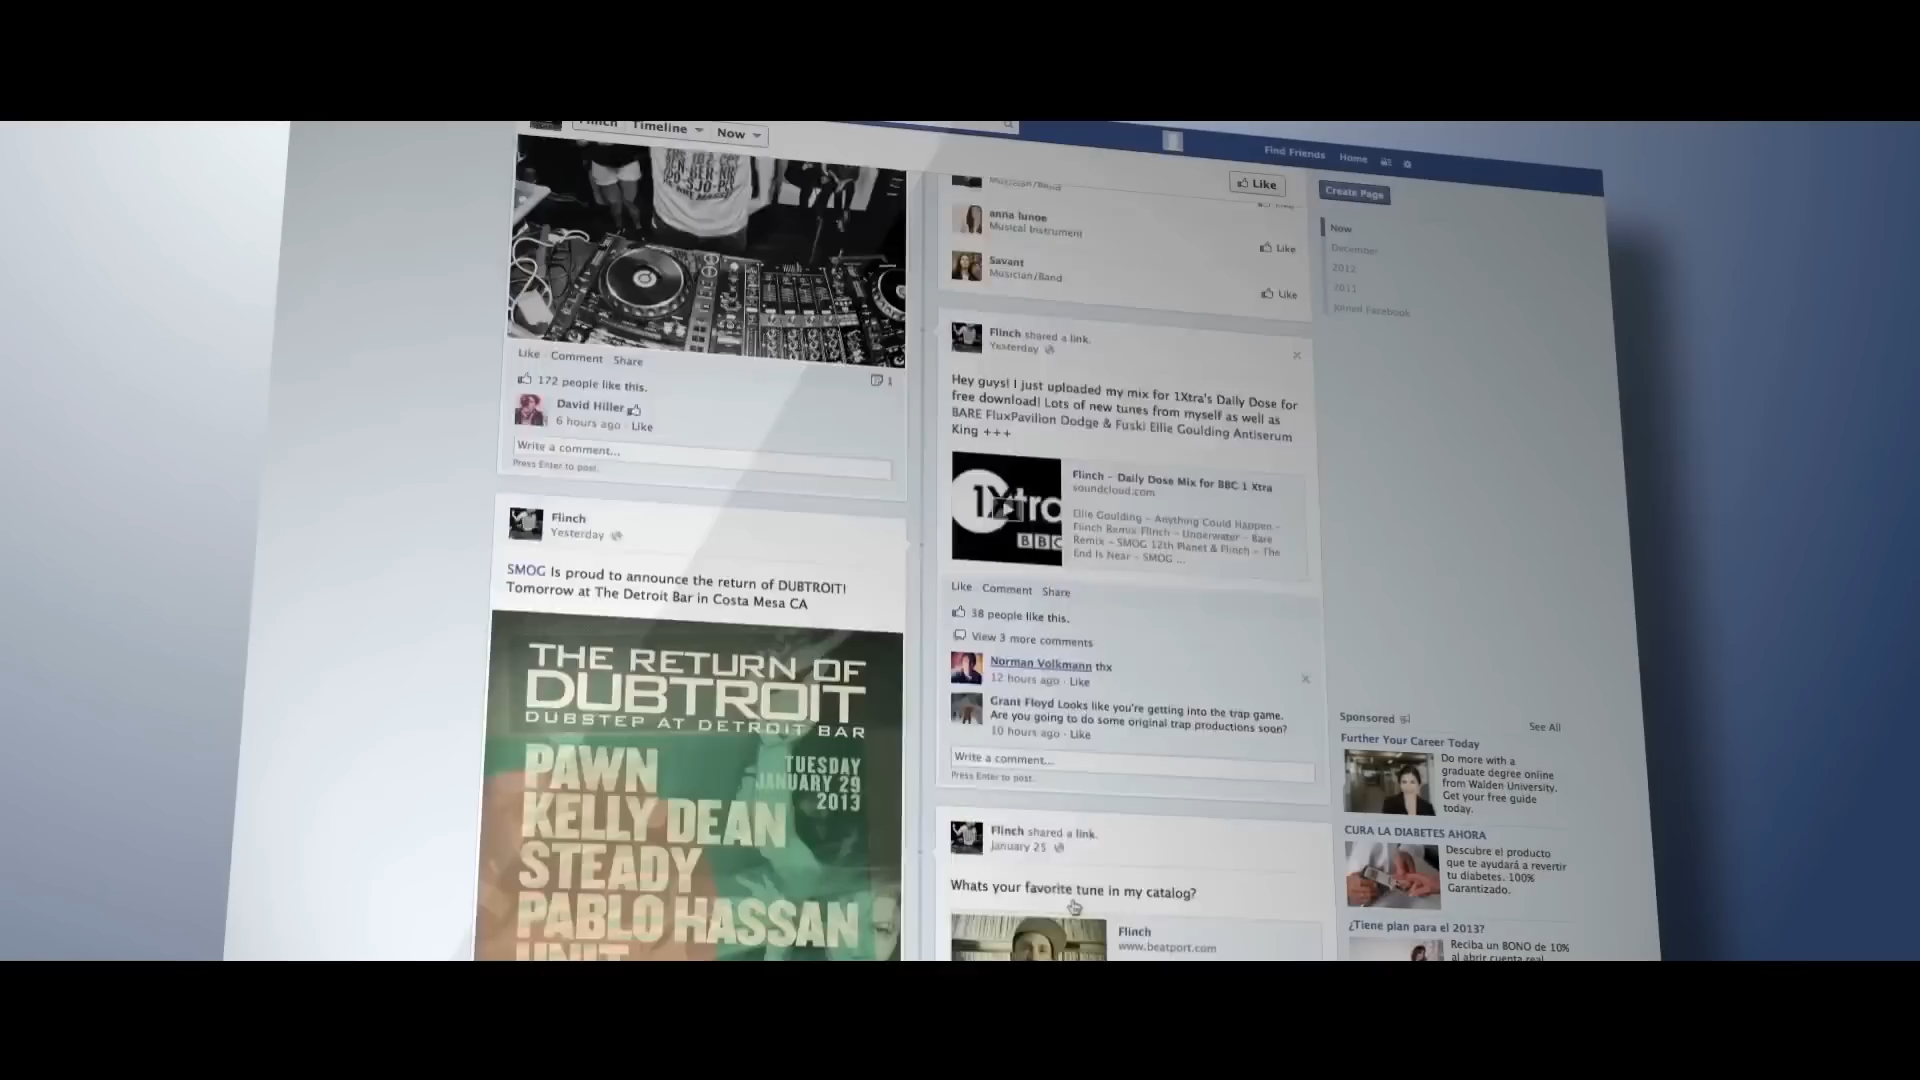 Flinch Timeline Now
Find Friends Home
Like
Create Page
Like Comment Share
1
172 people like this.
David Hiller
6 hours ago · Like
Write a comment...
Press Enter to post.
Flinch
Yesterday
SMOG Is proud to announce the return of DUBTROIT!
Tomorrow at The Detroit Bar in Costa Mesa CA
THE RETURN OF
DUBTROIT
DUBSTEP AT DETROIT BAR
PAWN
KELLY DEAN
STEADY
PABLO HASSAN
UNIT
TUESDAY
JANUARY 29
2013
Musician/Band
anna lunoe
Musical Instrument
Like
Savant
Musician/Band
Like
Flinch shared a link.
Yesterday
Hey guys! I just uploaded my mix for 1Xtra's Daily Dose for
free download! Lots of new tunes from myself as well as
BARE FluxPavilion Dodge & Fuski Ellie Goulding Antiserum
King +++
1Xtra
BBC
Flinch - Daily Dose Mix for BBC 1 Xtra
soundcloud.com
Ellie Goulding - Anything Could Happen -
Flinch Remix Flinch - Underwater - Bare
Remix - SMOG 12th Planet & Flinch - The
End Is Near - SMOG ...
Like Comment Share
38 people like this.
View 3 more comments
Norman Volkmann thx
12 hours ago · Like
Grant Floyd Looks like you're getting into the trap game.
Are you going to do some original trap productions soon?
10 hours ago · Like
Write a comment...
Press Enter to post.
Flinch shared a link.
January 25
Whats your favorite tune in my catalog?
Flinch
www.beatport.com
Now
December
2012
2011
Joined Facebook
Sponsored
See All
Further Your Career Today
Do more with a
graduate degree online
from Walden University.
Get your free guide
today.
CURA LA DIABETES AHORA
Descubre el producto
que te ayudará a revertir
tu diabetes. 100%
Garantizado.
¿Tiene plan para el 2013?
Reciba un BONO de 10%
al abrir cuenta real